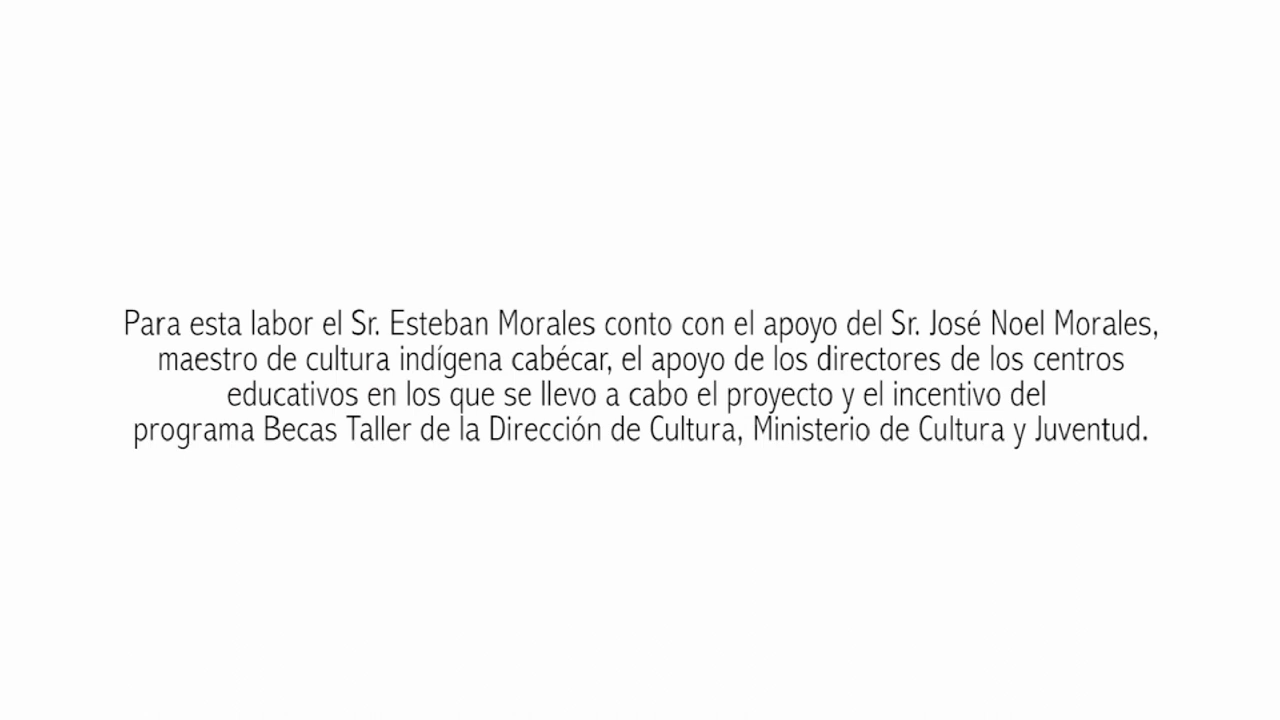 Para esta labor el Sr. Esteban Morales conto con el apoyo del Sr. José Noel Morales,
maestro de cultura indígena cabécar, el apoyo de los directores de los centros
educativos en los que se llevo a cabo el proyecto y el incentivo del
programa Becas Taller de la Dirección de Cultura, Ministerio de Cultura y Juventud.